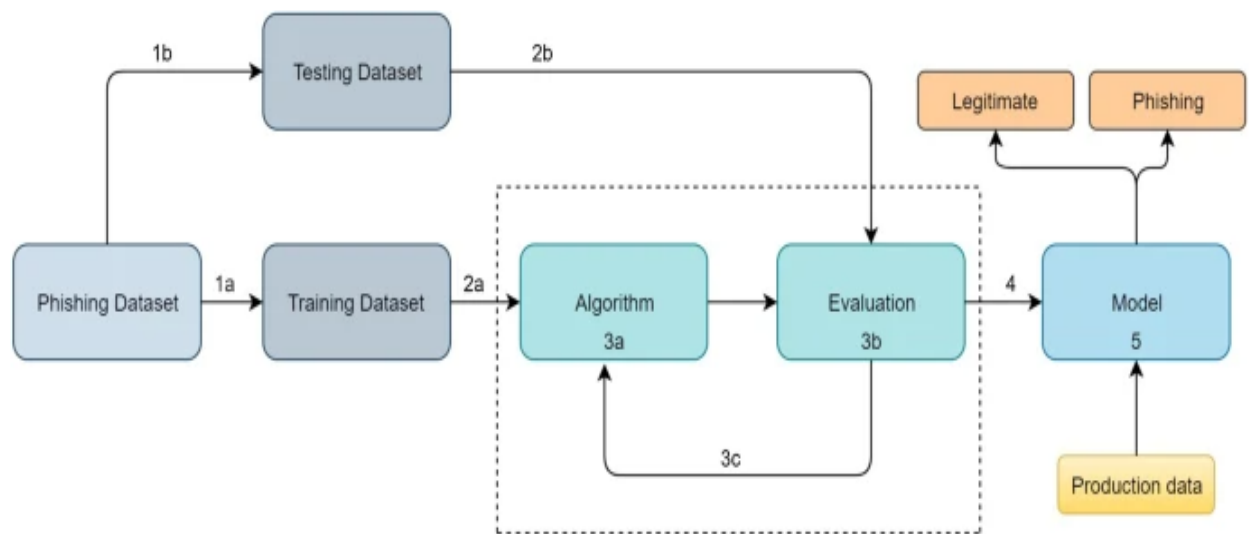 1b
Testing Dataset
2b
Legitimate
Phishing
Phishing Dataset
1a
Training Dataset
2a
Algorithm
3a
Evaluation
3b
4
Model
5
3c
Production data